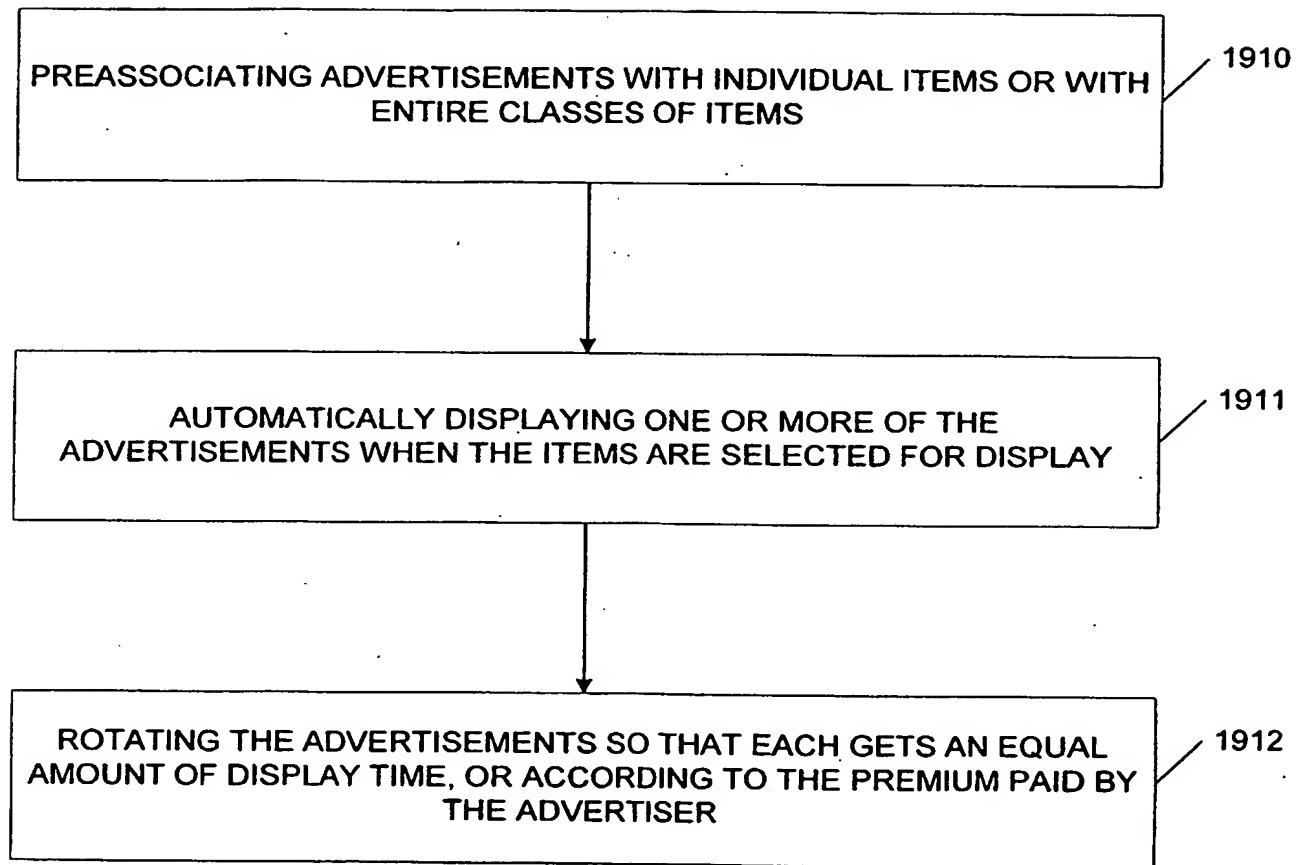 PREASSOCIATING ADVERTISEMENTS WITH INDIVIDUAL ITEMS OR WITH
ENTIRE CLASSES OF ITEMS
1910
AUTOMATICALLY DISPLAYING ONE OR MORE OF THE
ADVERTISEMENTS WHEN THE ITEMS ARE SELECTED FOR DISPLAY
1911
ROTATING THE ADVERTISEMENTS SO THAT EACH GETS AN EQUAL
AMOUNT OF DISPLAY TIME, OR ACCORDING TO THE PREMIUM PAID BY
THE ADVERTISER
1912